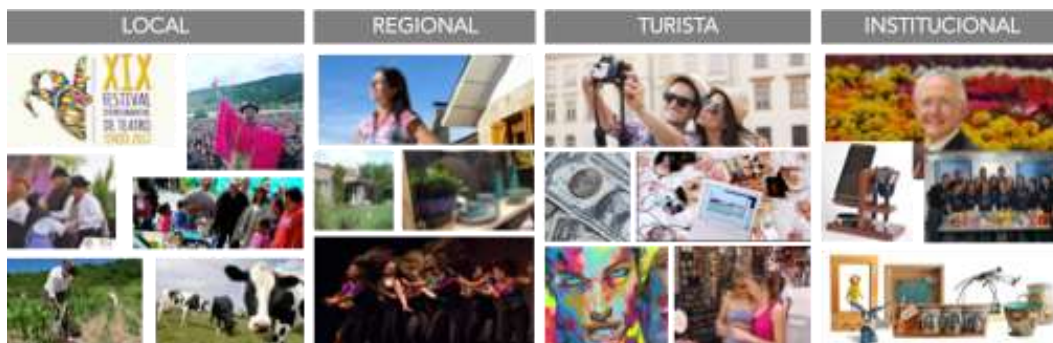 LOCAL
REGIONAL
TURISTA
INSTITUCIONAL
XIX
FESTIVAL
DE TEATRO